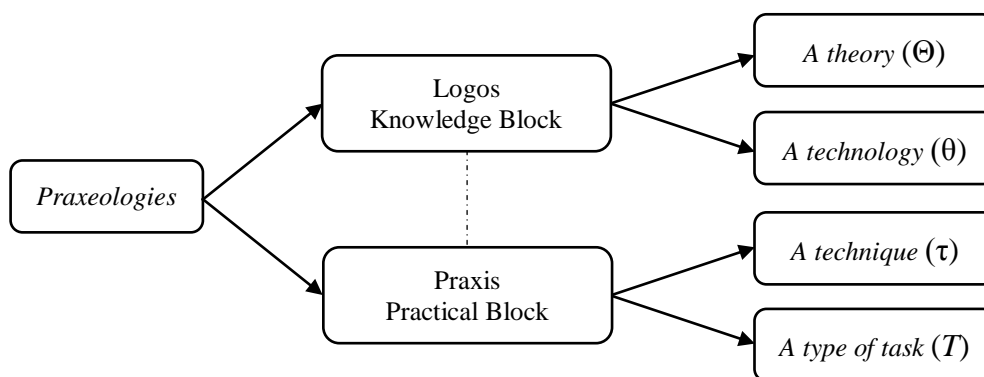 Praxeologies
Logos
Knowledge Block
Praxis
Practical Block
A theory (Θ)
A technology (θ)
A technique (τ)
A type of task (T)